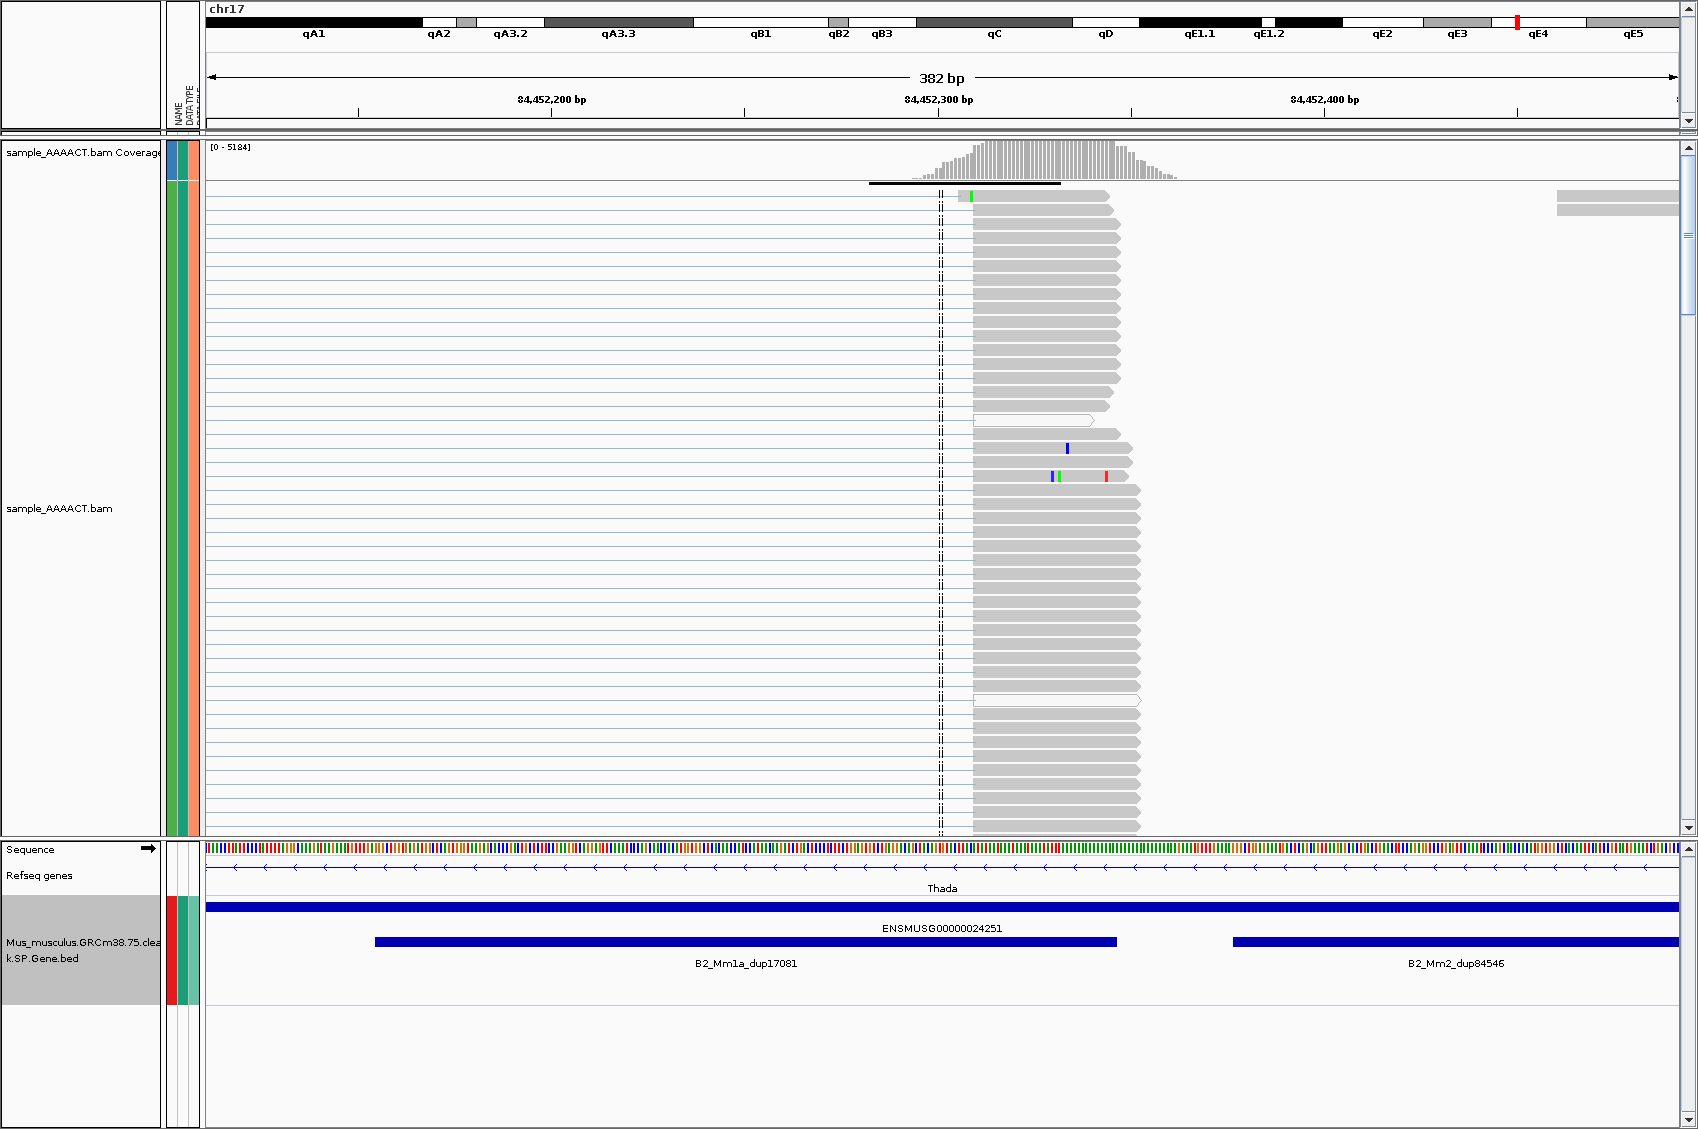 chr17
qA1 qA2 qA3.2 qA3.3 qB1 qB2 qB3 qC qD qE1.1 qE1.2 qE2 qE3 qE4 qE5
382 bp
84,452,200 bp 84,452,300 bp 84,452,400 bp
NAME
DATA TYPE
sample_AAAACT.bam Coverage
[0 - 5184]
sample_AAAACT.bam
Sequence
Refseq genes
Thada
ENSMUSG00000024251
Mus_musculus.GRCm38.75.clea
k.SP.Gene.bed
B2_Mm1a_dup17081 B2_Mm2_dup84546